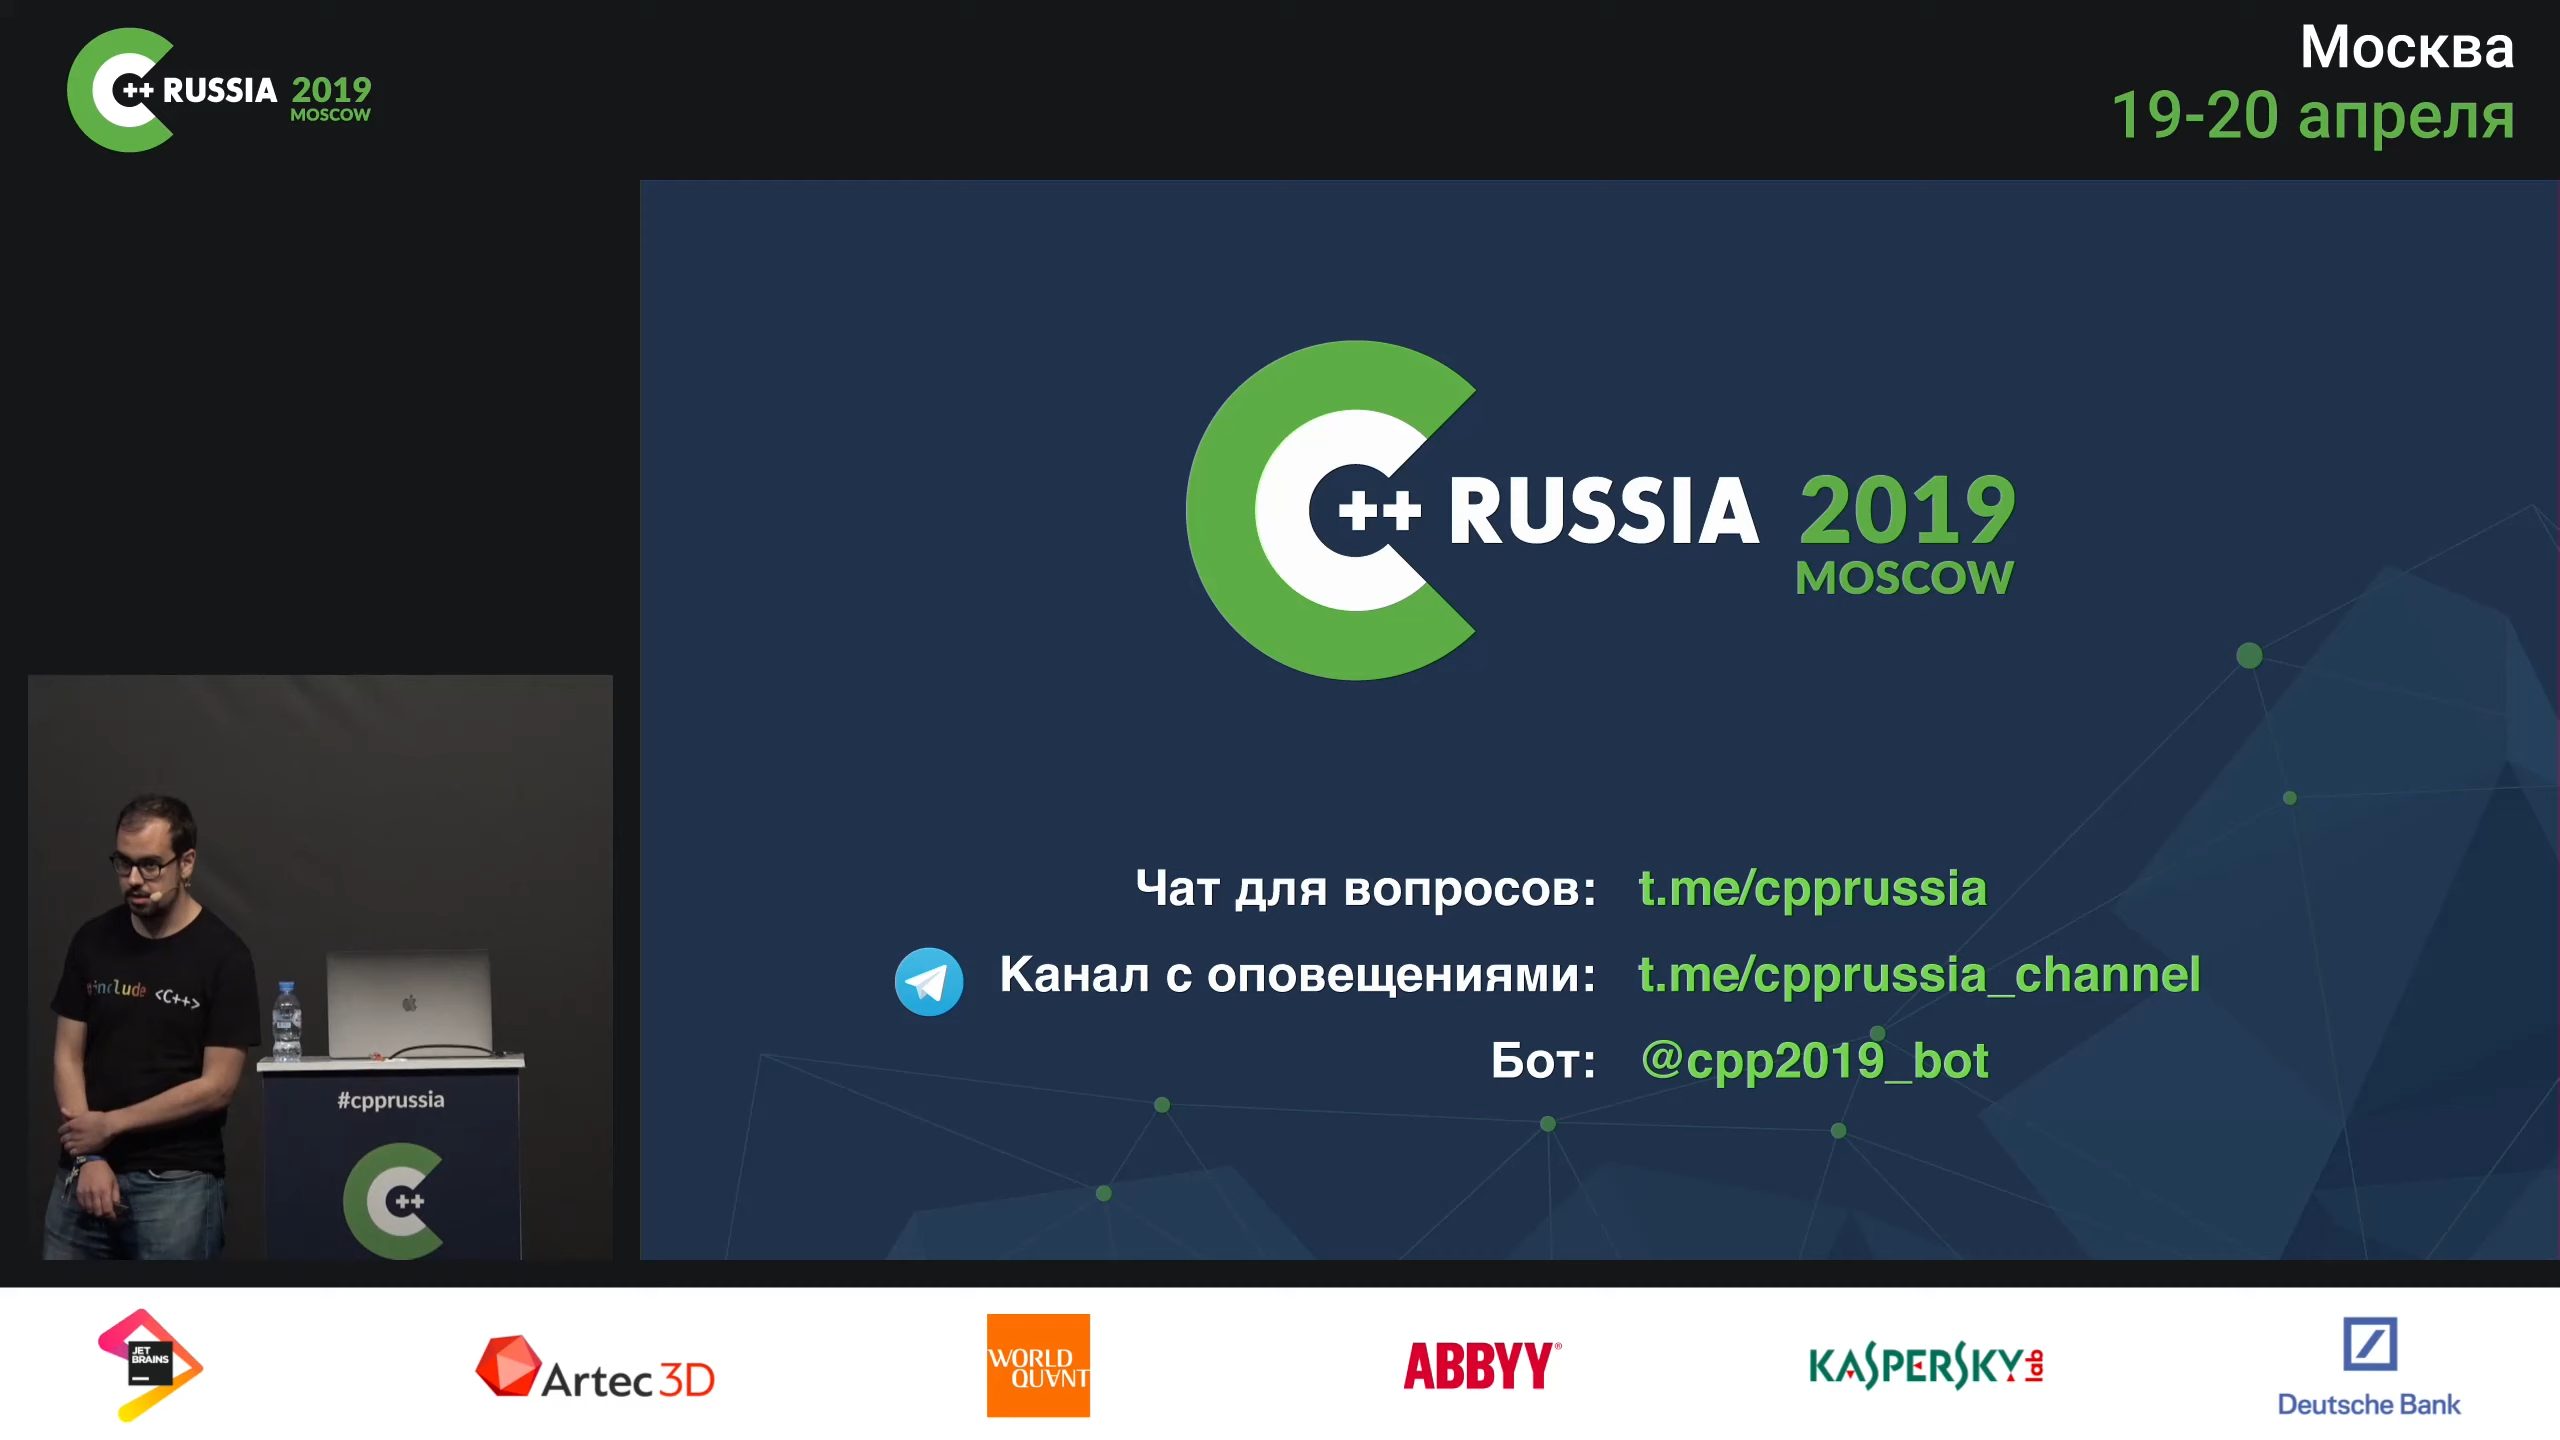 C++ RUSSIA 2019
MOSCOW
Москва
19-20 апреля
C++ RUSSIA 2019
MOSCOW
Чат для вопросов: t.me/cpprussia
Канал с оповещениями: t.me/cpprussia_channel
Бот: @cpp2019_bot
#include <C++>
#cpprussia
C++
JET
BRAINS
Artec 3D
WORLD
QUANT
ABBYY®
KASPERSKY lab
Deutsche Bank